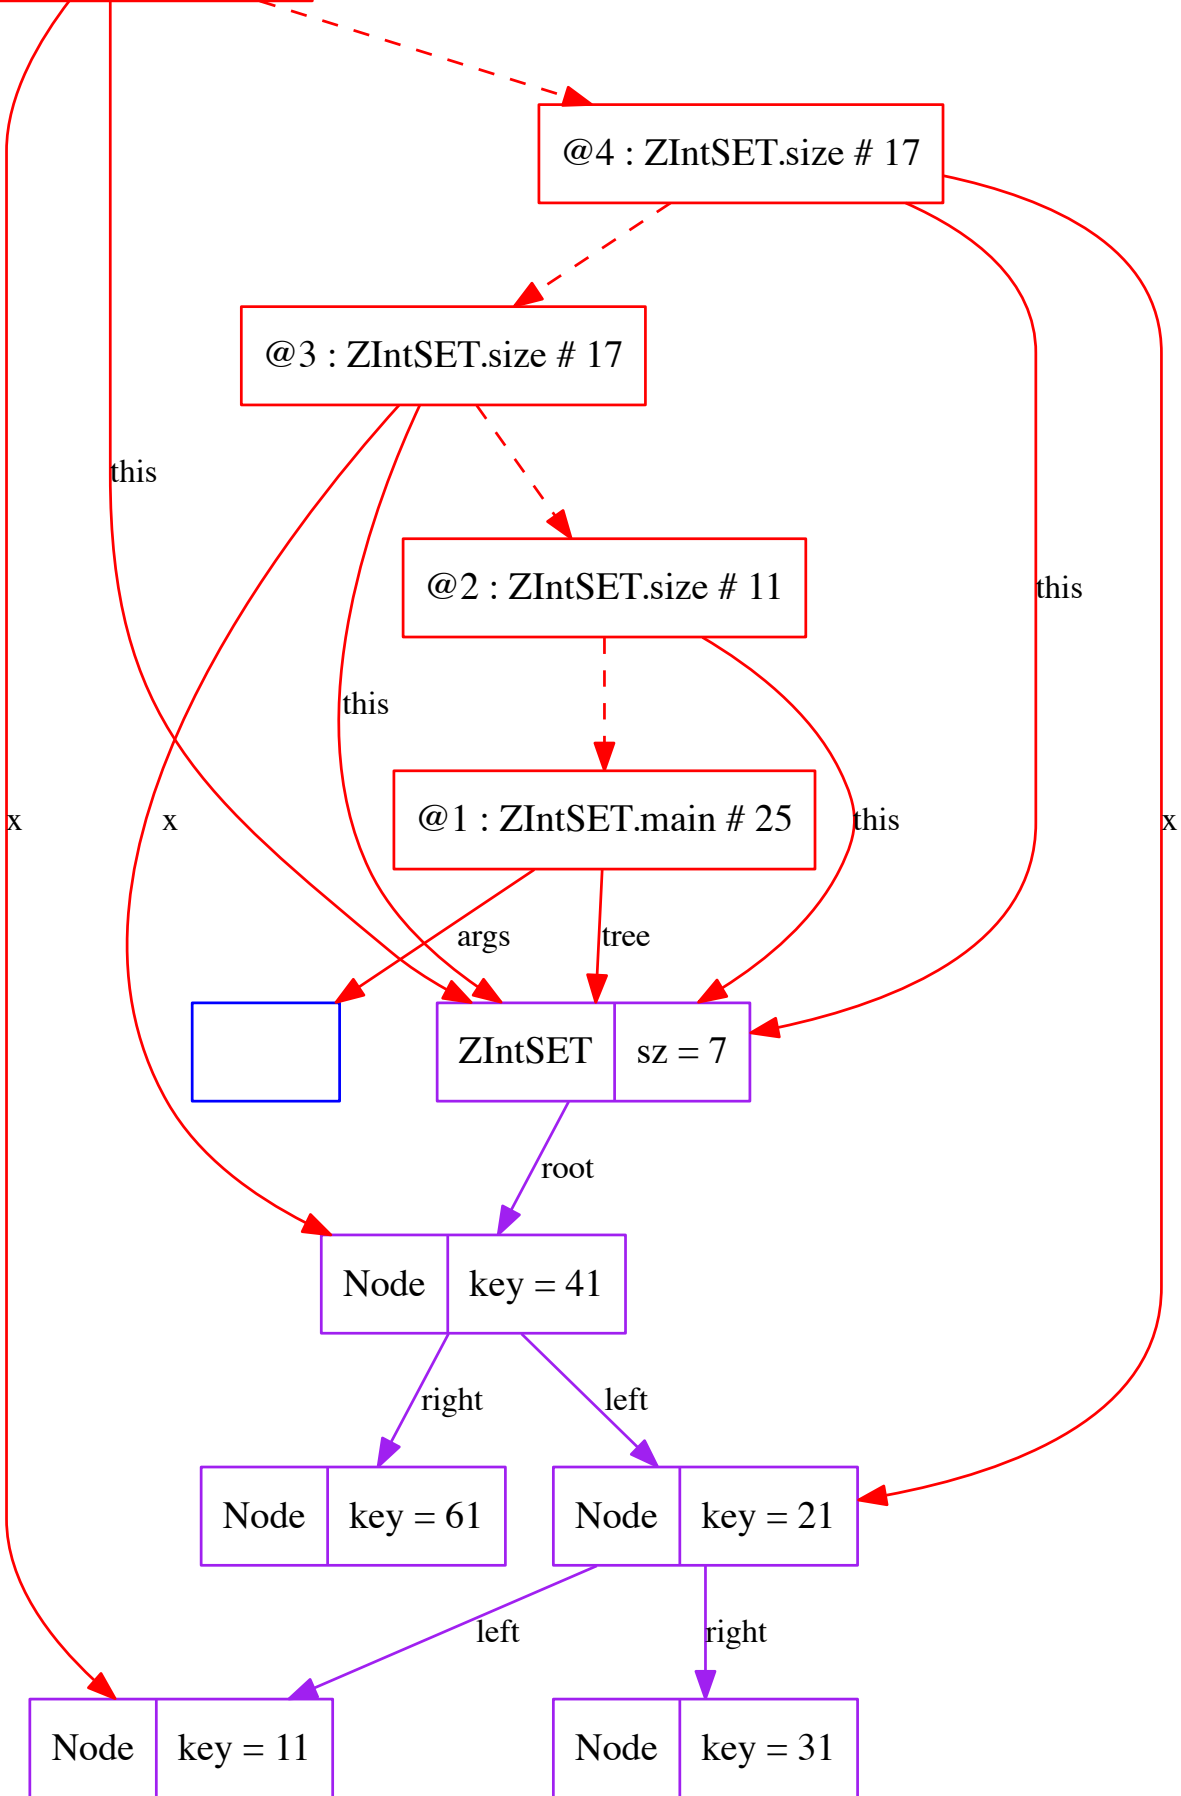 @4 : ZIntSET.size # 17
@3 : ZIntSET.size # 17
this
@2 : ZIntSET.size # 11
this
this
x
x
@1 : ZIntSET.main # 25
this
x
args
tree
ZIntSET
sz = 7
root
Node
key = 41
right
left
Node
key = 61
Node
key = 21
left
right
Node
key = 11
Node
key = 31